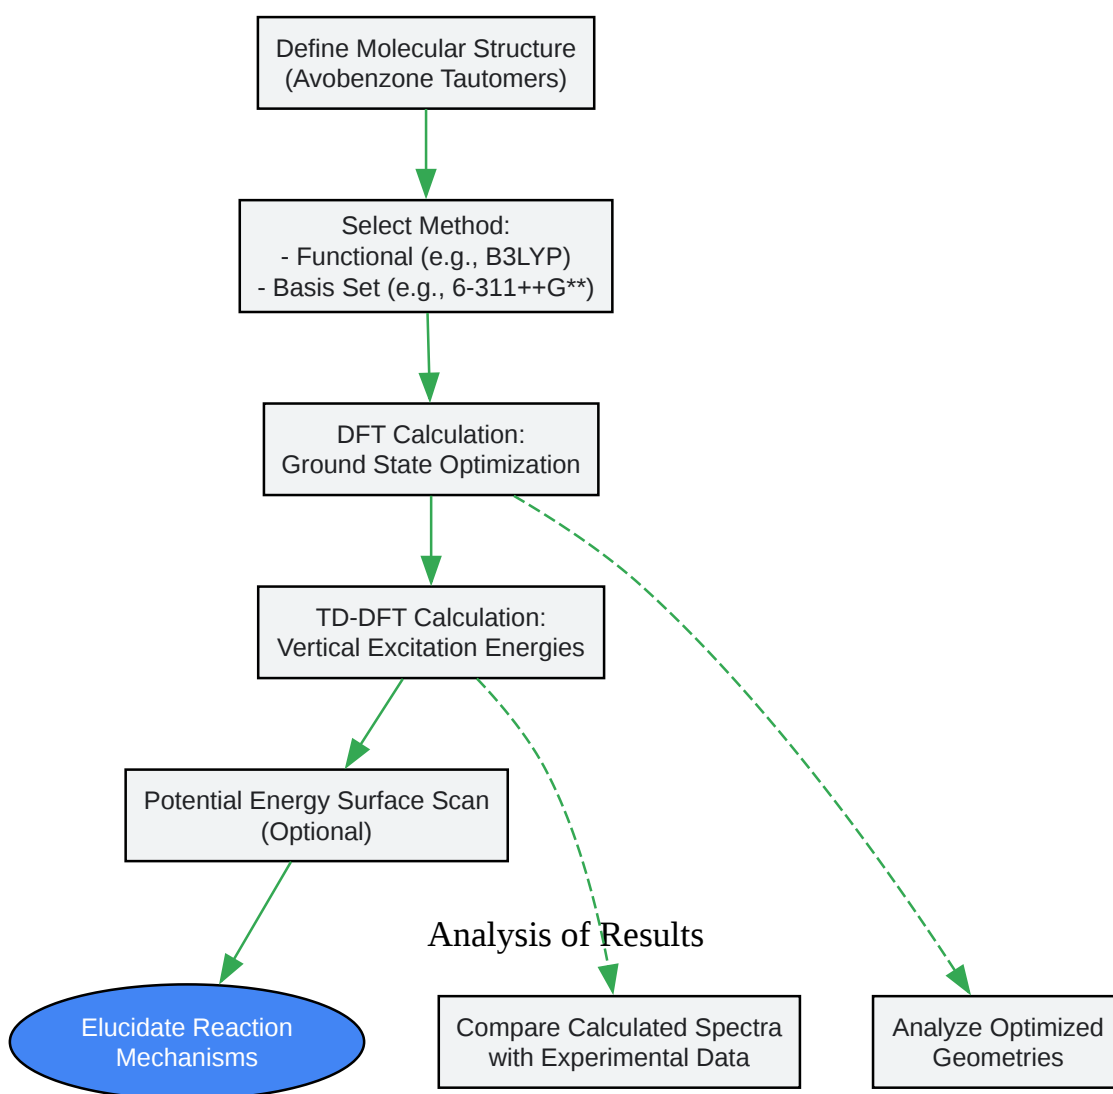 Define Molecular Structure
(Avobenzone Tautomers)
Select Method:
- Functional (e.g., B3LYP)
- Basis Set (e.g., 6-311++G**)
DFT Calculation:
Ground State Optimization
TD-DFT Calculation:
Vertical Excitation Energies
Potential Energy Surface Scan
(Optional)
Analysis of Results
Elucidate Reaction
Mechanisms
Compare Calculated Spectra
with Experimental Data
Analyze Optimized
Geometries